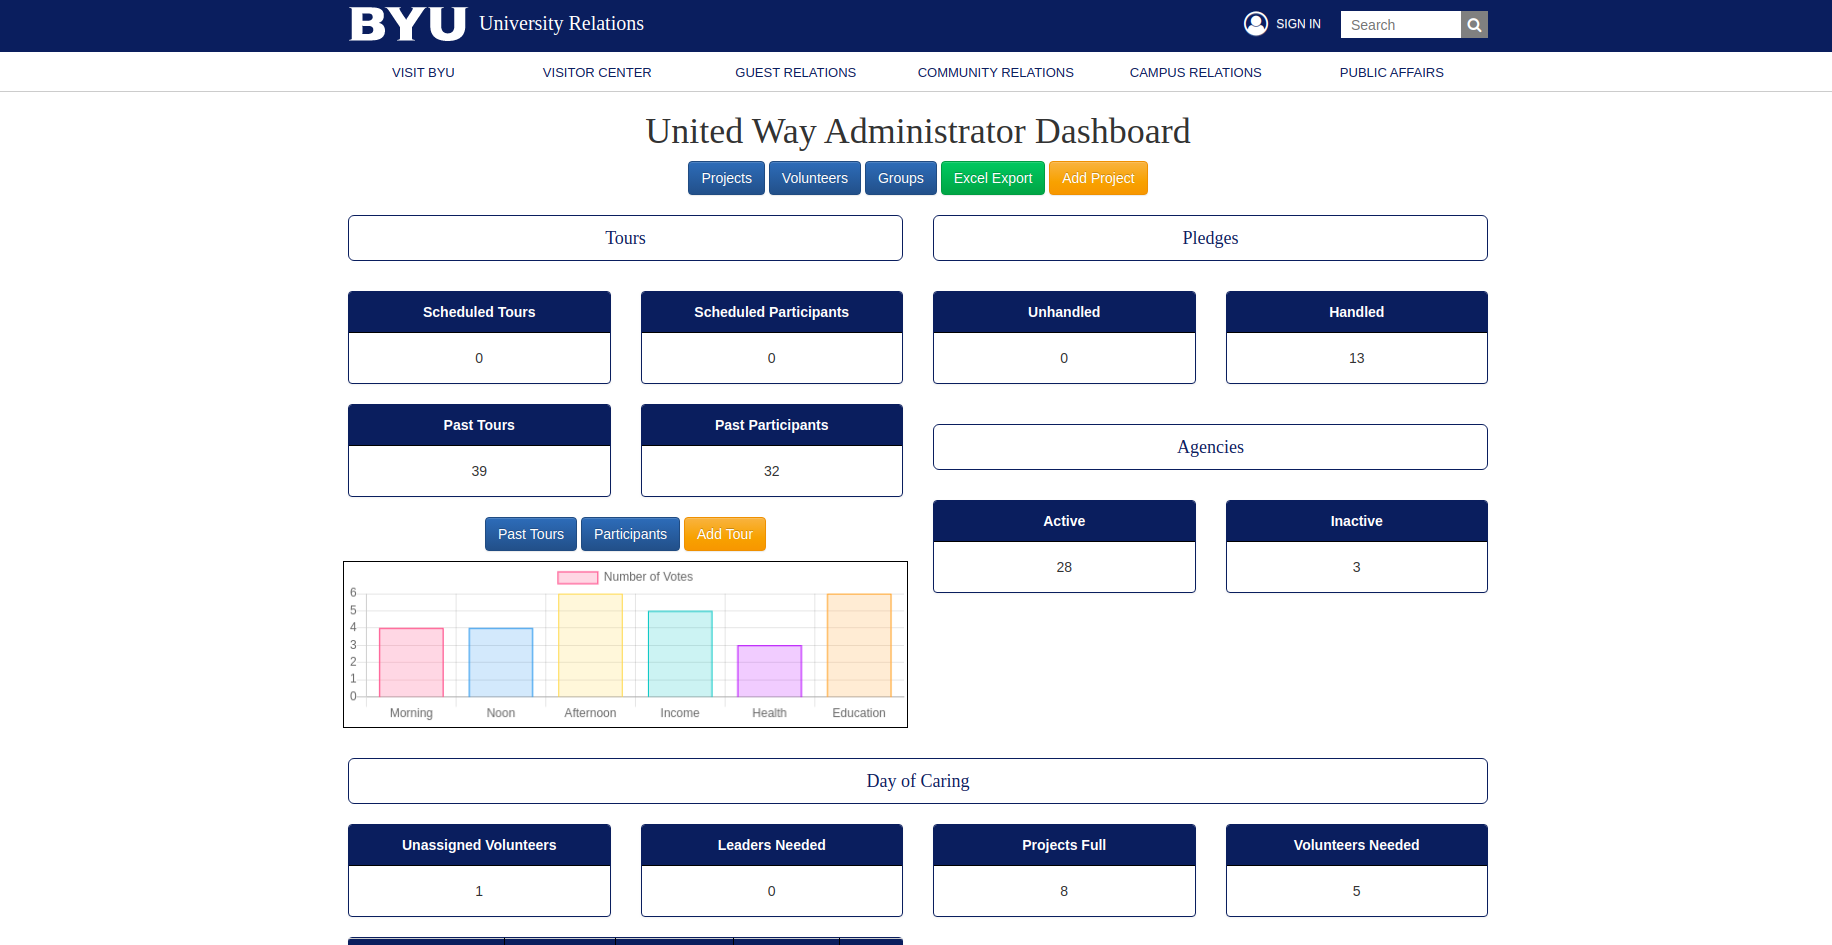 BYU University Relations
SIGN IN
Search
VISIT BYU VISITOR CENTER GUEST RELATIONS COMMUNITY RELATIONS CAMPUS RELATIONS PUBLIC AFFAIRS
United Way Administrator Dashboard
Projects Volunteers Groups Excel Export Add Project
Tours
Pledges
Scheduled Tours Scheduled Participants Unhandled Handled
0 0 0 13
Past Tours Past Participants
39 32
Agencies
Active Inactive
28 3
Past Tours Participants Add Tour
Number of Votes
6
5
4
3
2
1
0
Morning Noon Afternoon Income Health Education
Day of Caring
Unassigned Volunteers Leaders Needed Projects Full Volunteers Needed
1 0 8 5